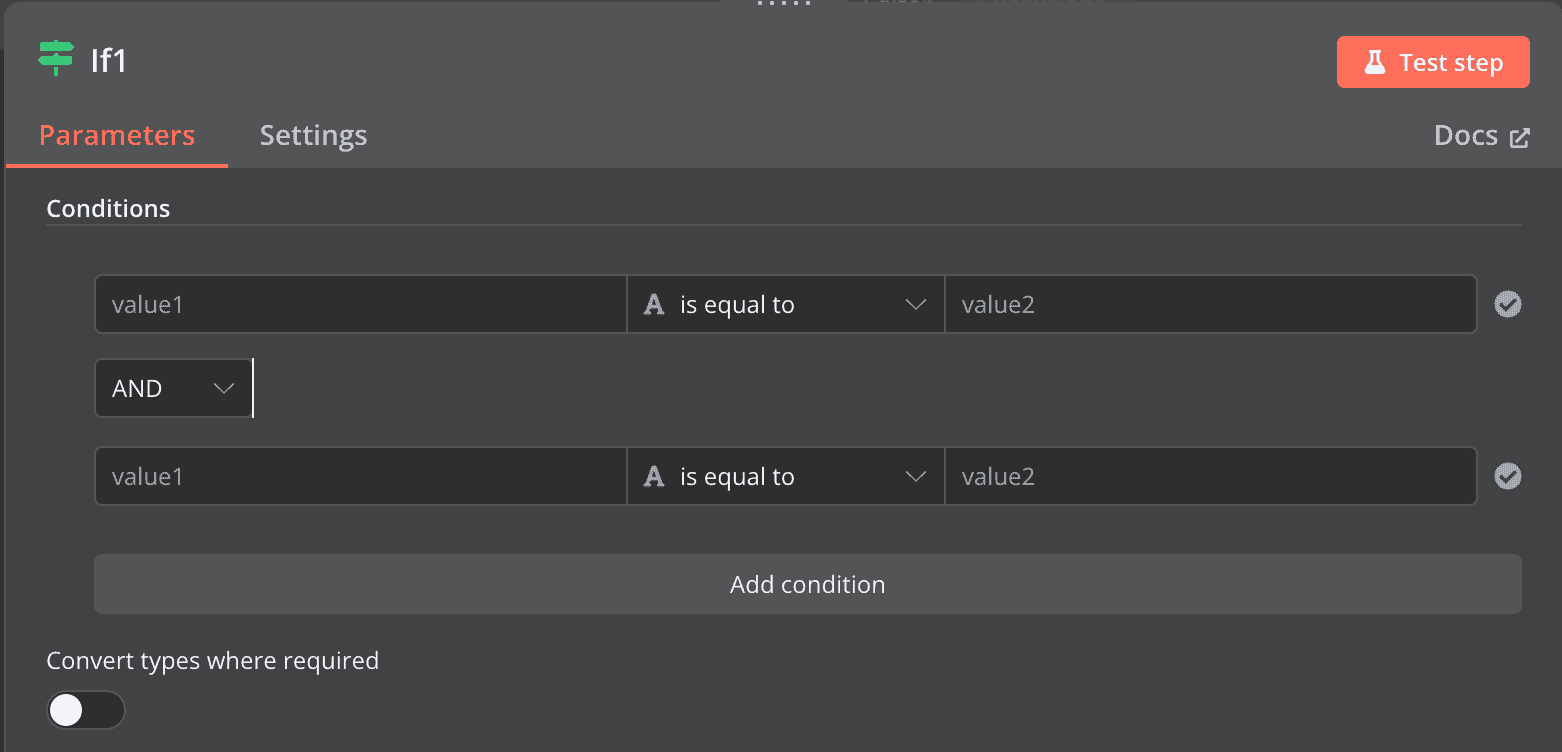 If1
Test step
Parameters Settings Docs
Conditions
value1 A is equal to value2
AND
value1 A is equal to value2
Add condition
Convert types where required